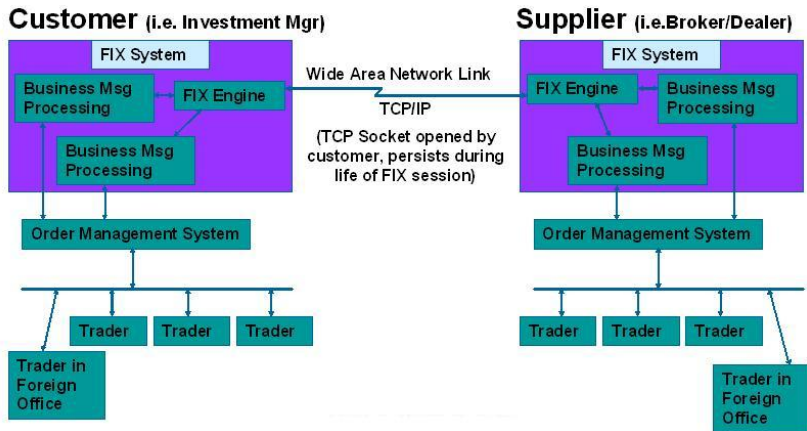 Customer (i.e. Investment Mgr)
FIX System
Business Msg
Processing
FIX Engine
Business Msg
Processing
Order Management System
Trader
Trader
Trader
Trader in
Foreign
Office
Wide Area Network Link
TCP/IP
(TCP Socket opened by
customer, persists during
life of FIX session)
Supplier (i.e.Broker/Dealer)
FIX System
FIX Engine
Business Msg
Processing
Business Msg
Processing
Order Management System
Trader
Trader
Trader
Trader in
Foreign
Office